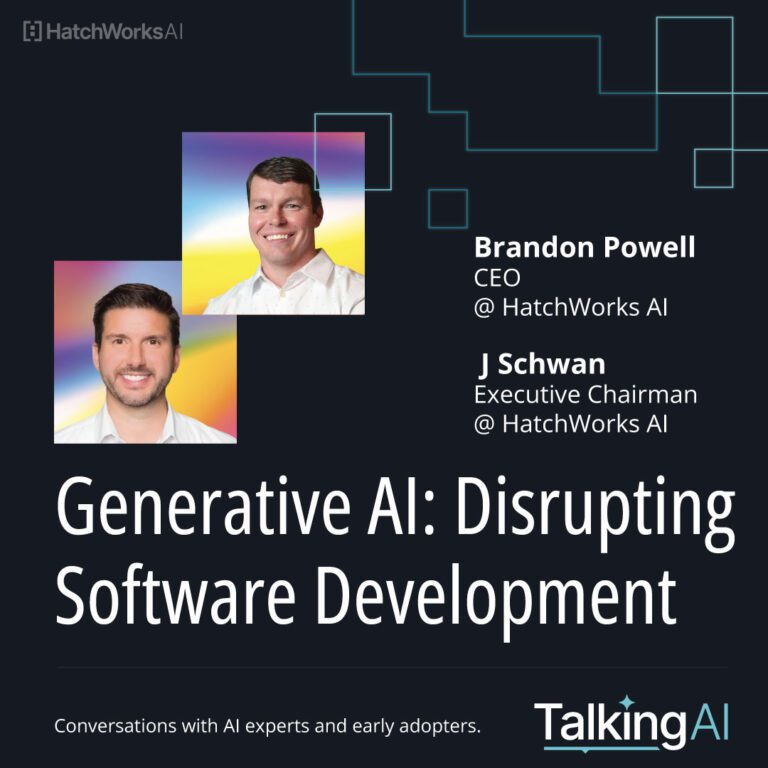 HatchWorksAI
Brandon Powell
CEO
@ HatchWorks AI
J Schwan
Executive Chairman
@ HatchWorks AI
Generative AI: Disrupting
Software Development
Conversations with AI experts and early adopters.
TalkingAI